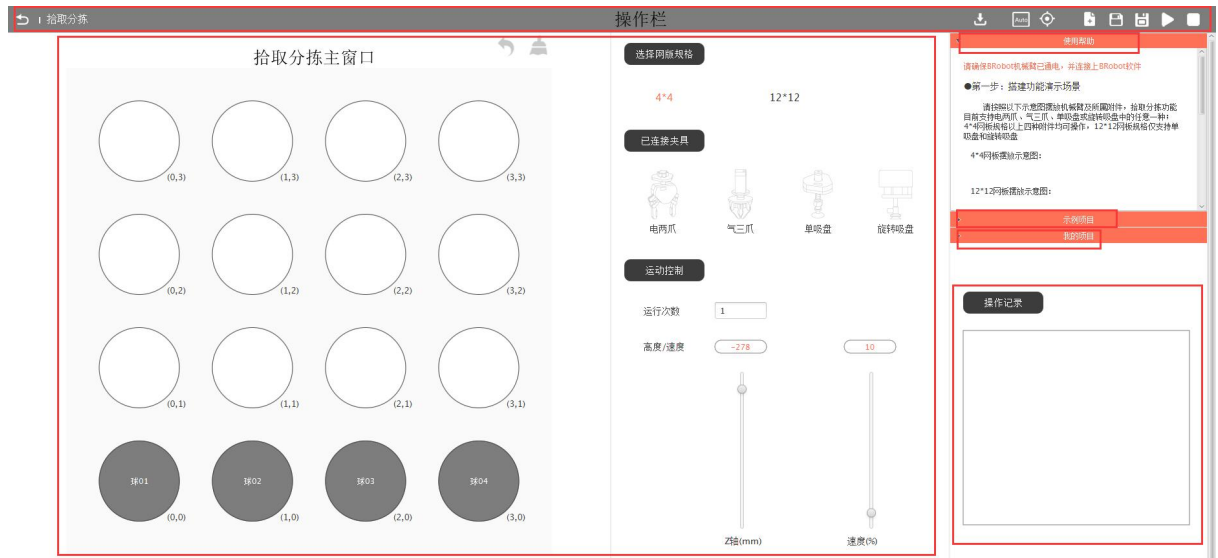 拾取分拣
操作栏
Auto
拾取分拣主窗口
(0,3)
(1,3)
(2,3)
(3,3)
(0,2)
(1,2)
(2,2)
(3,2)
(0,1)
(1,1)
(2,1)
(3,1)
球01
球02
球03
球04
(0,0)
(1,0)
(2,0)
(3,0)
选择网版规格
4*4
12*12
已连接夹具
电两爪
气三爪
单吸盘
旋转吸盘
运动控制
运行次数
1
高度/速度
-278
10
Z轴(mm)
速度(%)
使用帮助
请确保BRobot机械臂已通电，并连接上BRobot软件
●第一步：搭建功能演示场景
请按照以下示意图摆放机械臂及所属附件，拾取分拣功能
目前支持电两爪、气三爪、单吸盘或旋转吸盘中的任意一种；
4*4网板规格以上四种附件均可操作，12*12网板规格仅支持单
吸盘和旋转吸盘
4*4网板摆放示意图：
12*12网板摆放示意图：
示例项目
我的项目
操作记录